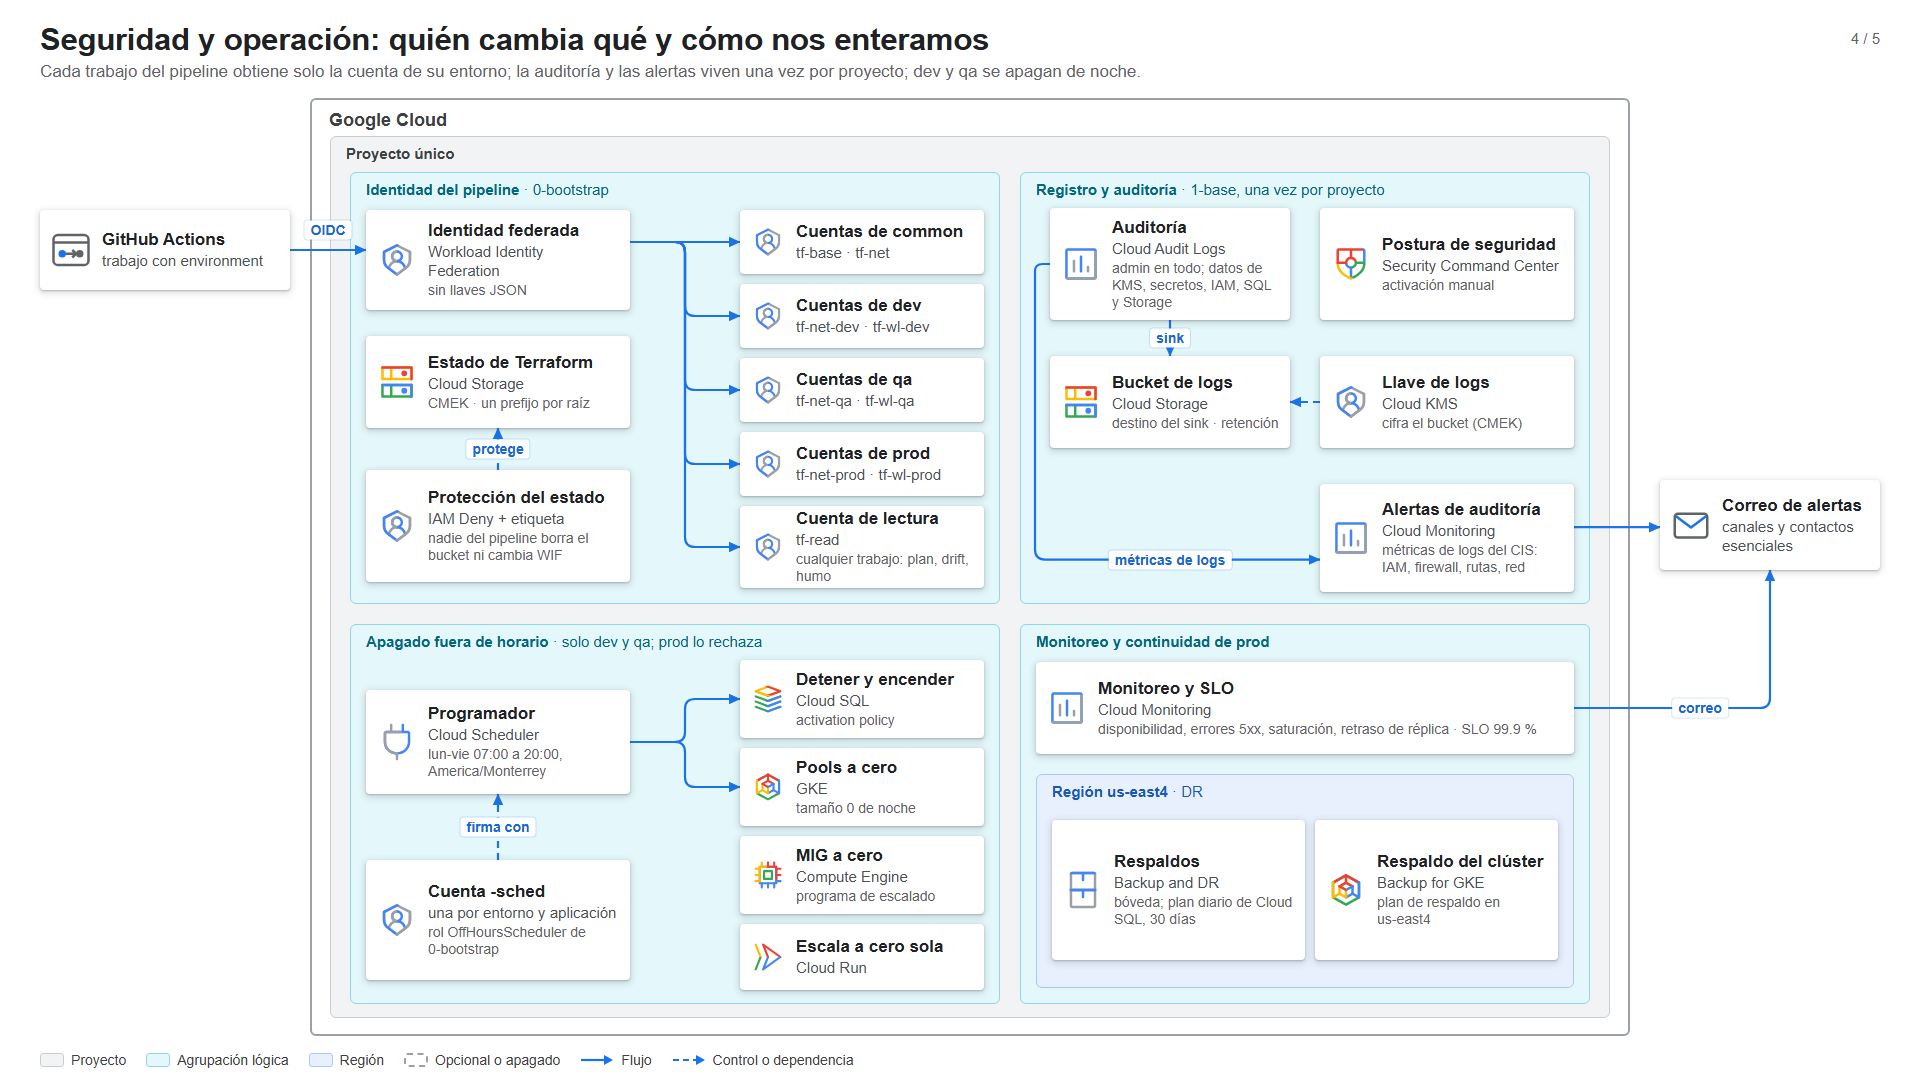 Seguridad y operación: quién cambia qué y cómo nos enteramos
4 / 5
Cada trabajo del pipeline obtiene solo la cuenta de su entorno; la auditoría y las alertas viven una vez por proyecto; dev y qa se apagan de noche.
Google Cloud
Proyecto único
GitHub Actions
trabajo con environment
OIDC
Identidad del pipeline · 0-bootstrap
Identidad federada
Workload Identity
Federation
sin llaves JSON
Estado de Terraform
Cloud Storage
CMEK · un prefijo por raíz
protege
Protección del estado
IAM Deny + etiqueta
nadie del pipeline borra el
bucket ni cambia WIF
Cuentas de common
tf-base · tf-net
Cuentas de dev
tf-net-dev · tf-wl-dev
Cuentas de qa
tf-net-qa · tf-wl-qa
Cuentas de prod
tf-net-prod · tf-wl-prod
Cuenta de lectura
tf-read
cualquier trabajo: plan, drift,
humo
Registro y auditoría · 1-base, una vez por proyecto
Auditoría
Cloud Audit Logs
admin en todo; datos de
KMS, secretos, IAM, SQL
y Storage
Postura de seguridad
Security Command Center
activación manual
sink
Bucket de logs
Cloud Storage
destino del sink · retención
Llave de logs
Cloud KMS
cifra el bucket (CMEK)
métricas de logs
Alertas de auditoría
Cloud Monitoring
métricas de logs del CIS:
IAM, firewall, rutas, red
Correo de alertas
canales y contactos
esenciales
Apagado fuera de horario · solo dev y qa; prod lo rechaza
Programador
Cloud Scheduler
lun-vie 07:00 a 20:00,
America/Monterrey
firma con
Cuenta -sched
una por entorno y aplicación
rol OffHoursScheduler de
0-bootstrap
Detener y encender
Cloud SQL
activation policy
Pools a cero
GKE
tamaño 0 de noche
MIG a cero
Compute Engine
programa de escalado
Escala a cero sola
Cloud Run
Monitoreo y continuidad de prod
Monitoreo y SLO
Cloud Monitoring
disponibilidad, errores 5xx, saturación, retraso de réplica · SLO 99.9 %
correo
Región us-east4 · DR
Respaldos
Backup and DR
bóveda; plan diario de Cloud
SQL, 30 días
Respaldo del clúster
Backup for GKE
plan de respaldo en
us-east4
Proyecto
Agrupación lógica
Región
Opcional o apagado
Flujo
Control o dependencia